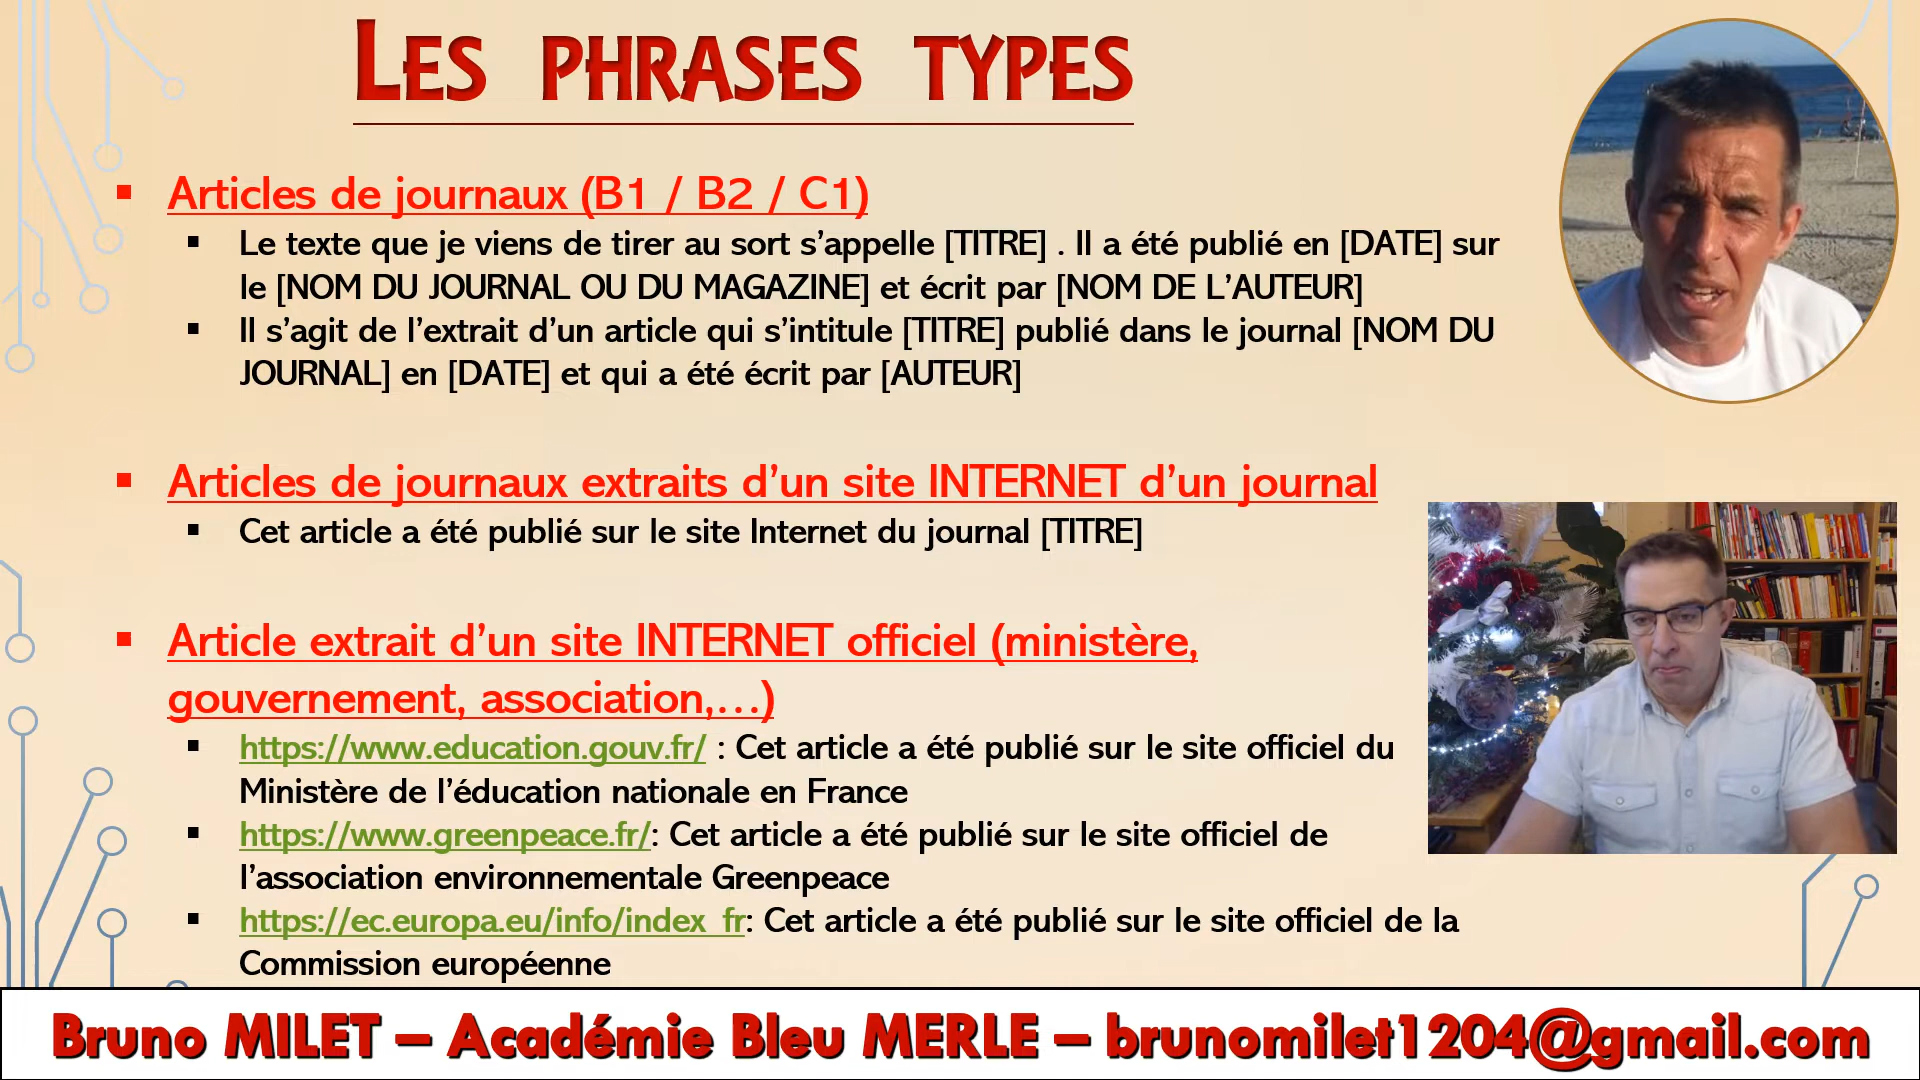 LES PHRASES TYPES
Articles de journaux (B1 / B2 / C1)
Le texte que je viens de tirer au sort s’appelle [TITRE] . Il a été publié en [DATE] sur
le [NOM DU JOURNAL OU DU MAGAZINE] et écrit par [NOM DE L’AUTEUR]
Il s’agit de l’extrait d’un article qui s’intitule [TITRE] publié dans le journal [NOM DU
JOURNAL] en [DATE] et qui a été écrit par [AUTEUR]
Articles de journaux extraits d’un site INTERNET d’un journal
Cet article a été publié sur le site Internet du journal [TITRE]
Article extrait d’un site INTERNET officiel (ministère,
gouvernement, association,…)
https://www.education.gouv.fr/ : Cet article a été publié sur le site officiel du
Ministère de l’éducation nationale en France
https://www.greenpeace.fr/: Cet article a été publié sur le site officiel de
l’association environnementale Greenpeace
https://ec.europa.eu/info/index_fr: Cet article a été publié sur le site officiel de la
Commission européenne
Bruno MILET – Académie Bleu MERLE – brunomilet1204@gmail.com